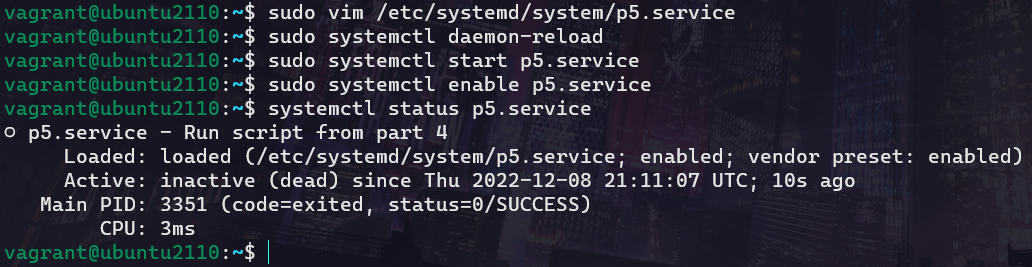 vagrant@ubuntu2110:~$ sudo vim /etc/systemd/system/p5.service
vagrant@ubuntu2110:~$ sudo systemctl daemon-reload
vagrant@ubuntu2110:~$ sudo systemctl start p5.service
vagrant@ubuntu2110:~$ sudo systemctl enable p5.service
vagrant@ubuntu2110:~$ systemctl status p5.service
○ p5.service - Run script from part 4
     Loaded: loaded (/etc/systemd/system/p5.service; enabled; vendor preset: enabled)
     Active: inactive (dead) since Thu 2022-12-08 21:11:07 UTC; 10s ago
   Main PID: 3351 (code=exited, status=0/SUCCESS)
        CPU: 3ms
vagrant@ubuntu2110:~$